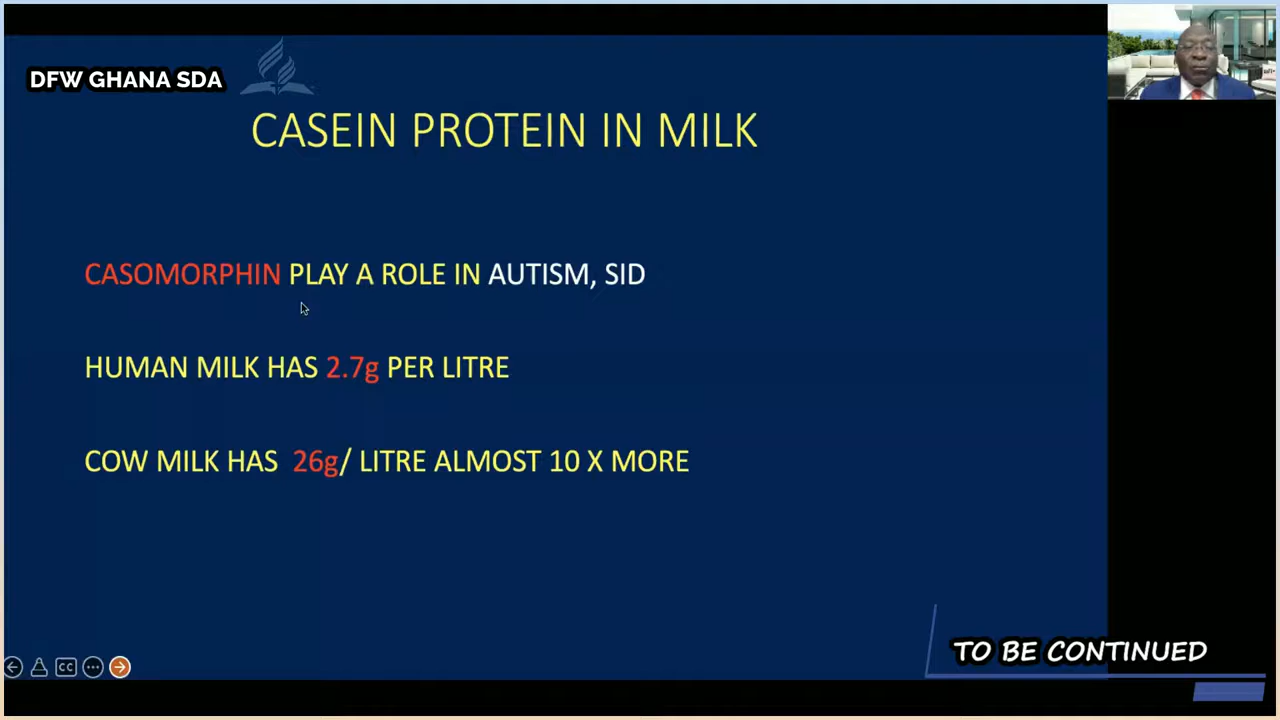 DFW GHANA SDA
CASEIN PROTEIN IN MILK
CASOMORPHIN PLAY A ROLE IN AUTISM, SID
HUMAN MILK HAS 2.7g PER LITRE
COW MILK HAS 26g/ LITRE ALMOST 10 X MORE
CC
TO BE CONTINUED